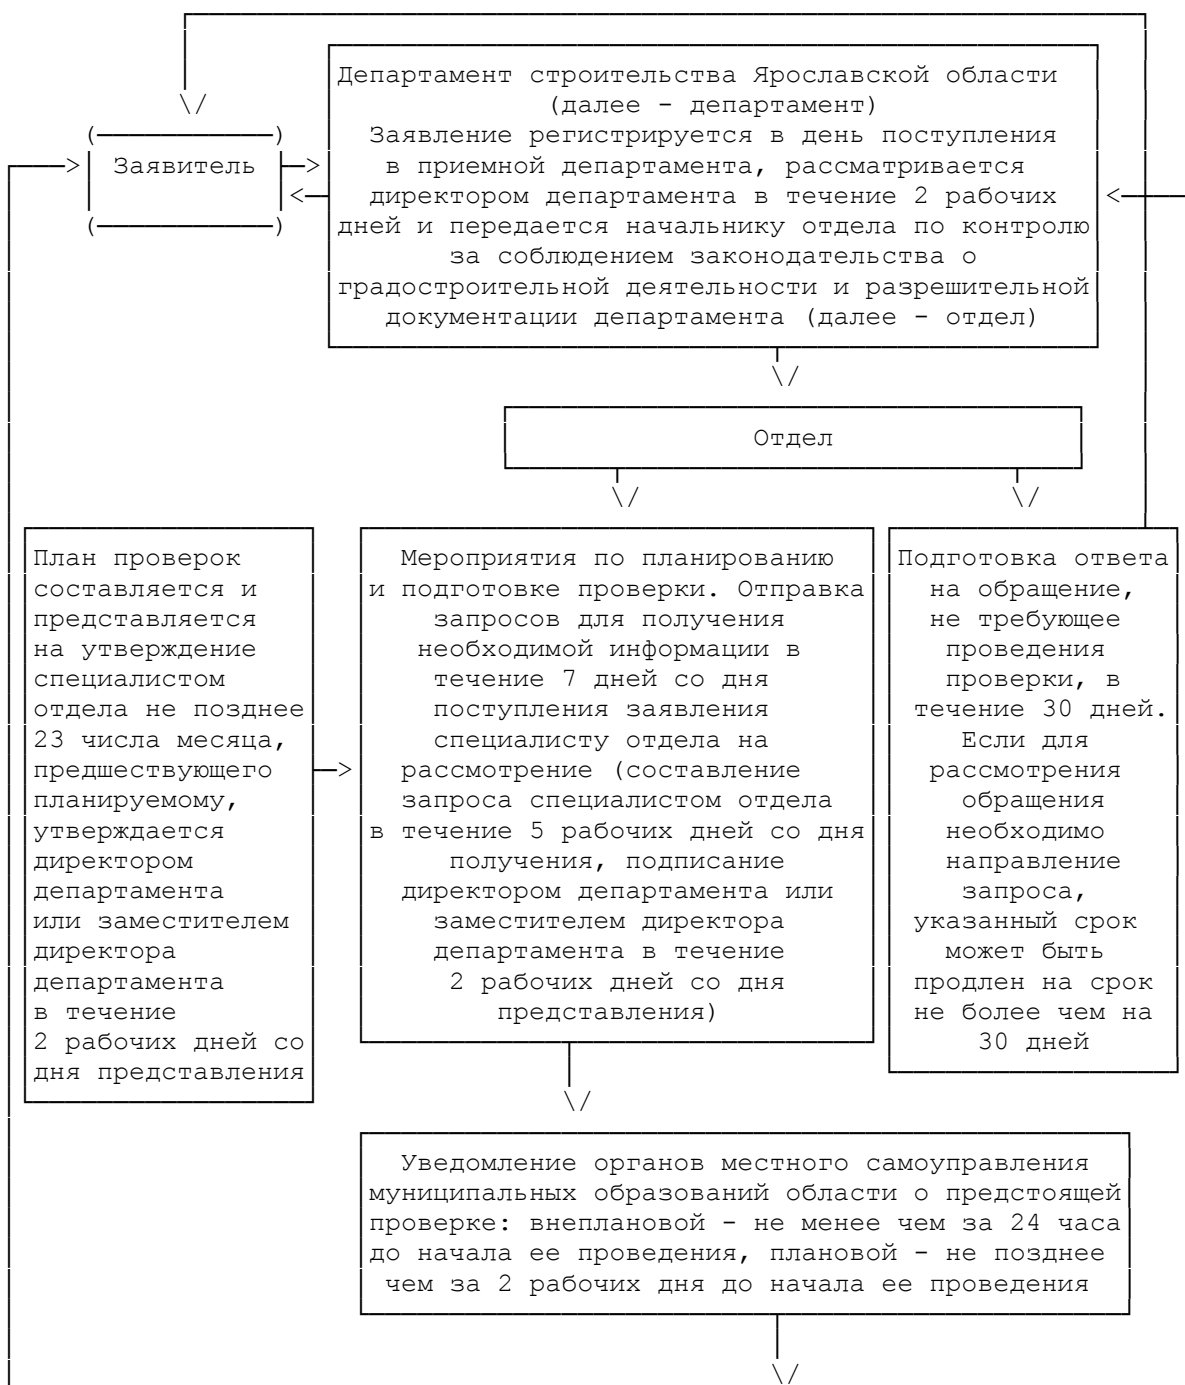 Департамент строительства Ярославской области
(далее - департамент)
Заявление регистрируется в день поступления
в приемной департамента, рассматривается
директором департамента в течение 2 рабочих
дней и передается начальнику отдела по контролю
за соблюдением законодательства о
градостроительной деятельности и разрешительной
документации департамента (далее - отдел)
Заявитель
Отдел
План проверок
составляется и
представляется
на утверждение
специалистом
отдела не позднее
23 числа месяца,
предшествующего
планируемому,
утверждается
директором
департамента
или заместителем
директора
департамента
в течение
2 рабочих дней со
дня представления
Мероприятия по планированию
и подготовке проверки. Отправка
запросов для получения
необходимой информации в
течение 7 дней со дня
поступления заявления
специалисту отдела на
рассмотрение (составление
запроса специалистом отдела
в течение 5 рабочих дней со дня
получения, подписание
директором департамента или
заместителем директора
департамента в течение
2 рабочих дней со дня
представления)
Подготовка ответа
на обращение,
не требующее
проведения
проверки, в
течение 30 дней.
Если для
рассмотрения
обращения
необходимо
направление
запроса,
указанный срок
может быть
продлен на срок
не более чем на
30 дней
Уведомление органов местного самоуправления
муниципальных образований области о предстоящей
проверке: внеплановой - не менее чем за 24 часа
до начала ее проведения, плановой - не позднее
чем за 2 рабочих дня до начала ее проведения